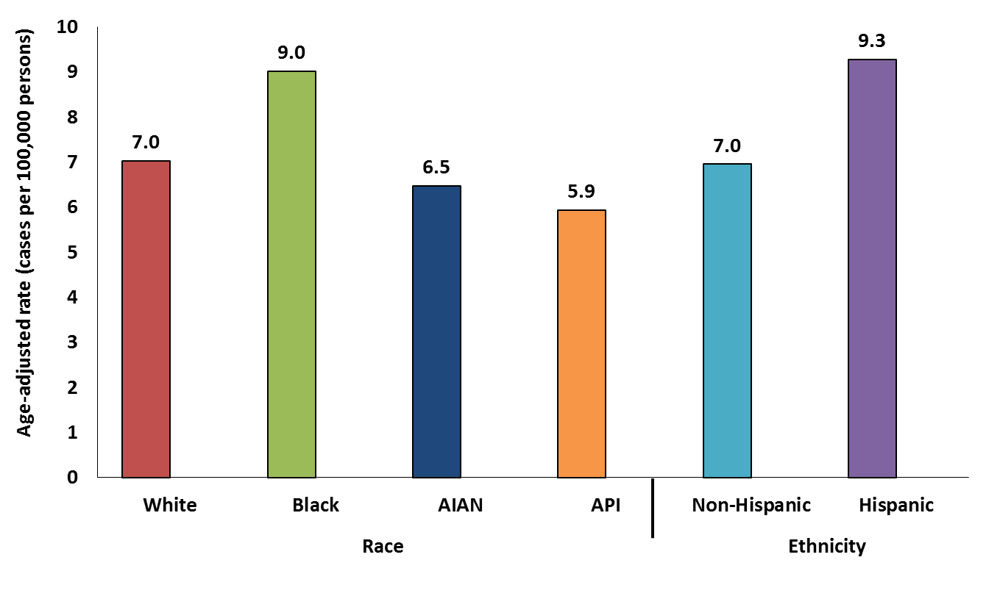 Age-adjusted rate (cases per 100,000 persons)
10
9
8
7
6
5
4
3
2
1
0
7.0
9.0
6.5
5.9
7.0
9.3
White
Black
AIAN
API
Non-Hispanic
Hispanic
Race
Ethnicity